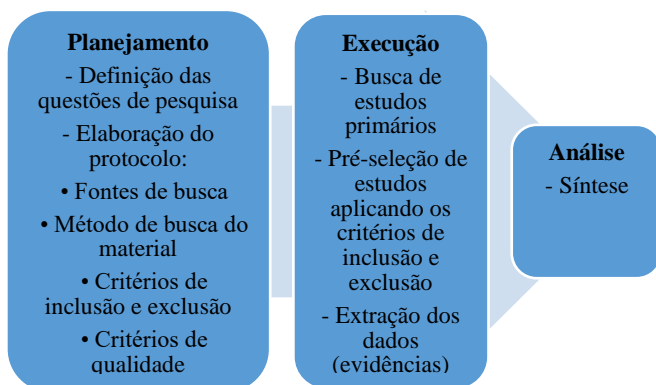 Planejamento
- Definição das
questões de pesquisa
- Elaboração do
protocolo:
• Fontes de busca
• Método de busca do
material
• Critérios de
inclusão e exclusão
• Critérios de
qualidade
Execução
- Busca de
estudos
primários
- Pré-seleção de
estudos
aplicando os
critérios de
inclusão e
exclusão
- Extração dos
dados
(evidências)
Análise
- Síntese